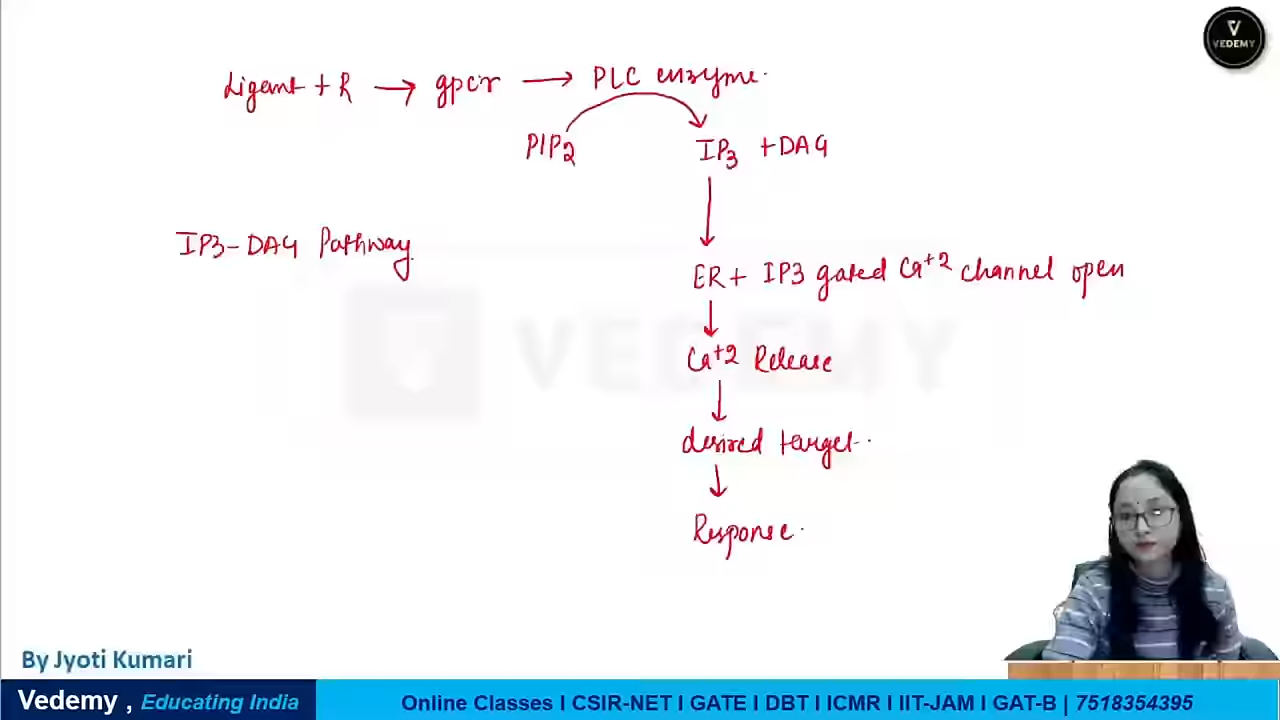 VEDEMY
Ligant + R → gpcr → PLC enzyme.
PIP2 IP3 + DAG
IP3-DAG Pathway
ER + IP3 gated Ca+2 channel open
VEDEMY
Ca+2 Release
desired target.
Response.
By Jyoti Kumari
Vedemy , Educating India
Online Classes I CSIR-NET I GATE I DBT I ICMR I IIT-JAM I GAT-B | 7518354395